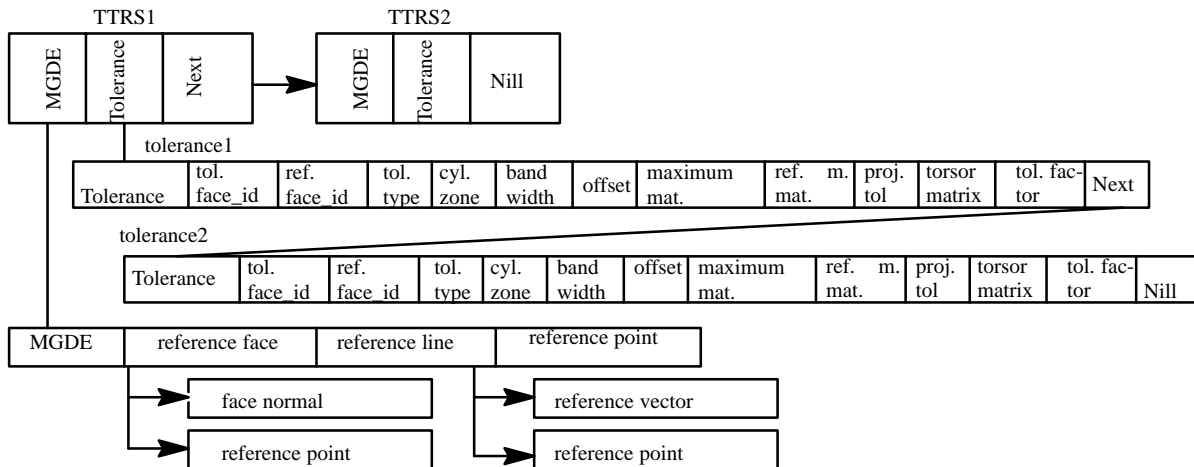 TTRS1
TTRS2
MGDE
Tolerance
Next
MGDE
Tolerance
Nill
tolerance1
Tolerance
tol.
face_id
ref.
face_id
tol.
type
cyl.
zone
band
width
offset
maximum
mat.
ref. m.
mat.
proj.
tol
torsor
matrix
tol. fac-
tor
Next
tolerance2
Tolerance
tol.
face_id
ref.
face_id
tol.
type
cyl.
zone
band
width
offset
maximum
mat.
ref. m.
mat.
proj.
tol
torsor
matrix
tol. fac-
tor
Nill
MGDE
reference face
reference line
reference point
face normal
reference vector
reference point
reference point